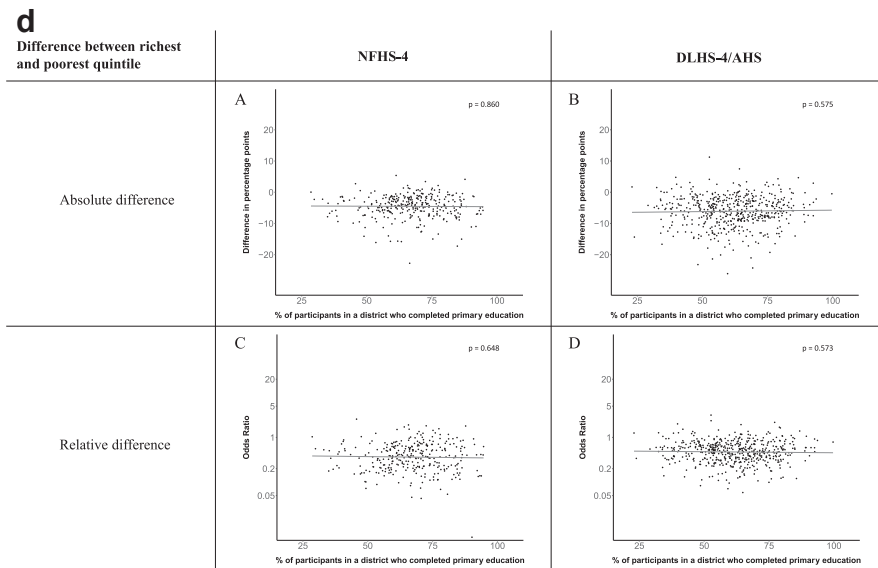 d
Difference between richest
and poorest quintile
NFHS-4
DLHS-4/AHS
Absolute difference
A
p = 0.860
Difference in percentage points
20
10
0
−10
−20
25 50 75 100
% of participants in a district who completed primary education
B
p = 0.575
Difference in percentage points
20
10
0
−10
−20
25 50 75 100
% of participants in a district who completed primary education
Relative difference
C
p = 0.648
Odds Ratio
20
5
1
0.2
0.05
25 50 75 100
% of participants in a district who completed primary education
D
p = 0.573
Odds Ratio
20
5
1
0.2
0.05
25 50 75 100
% of participants in a district who completed primary education